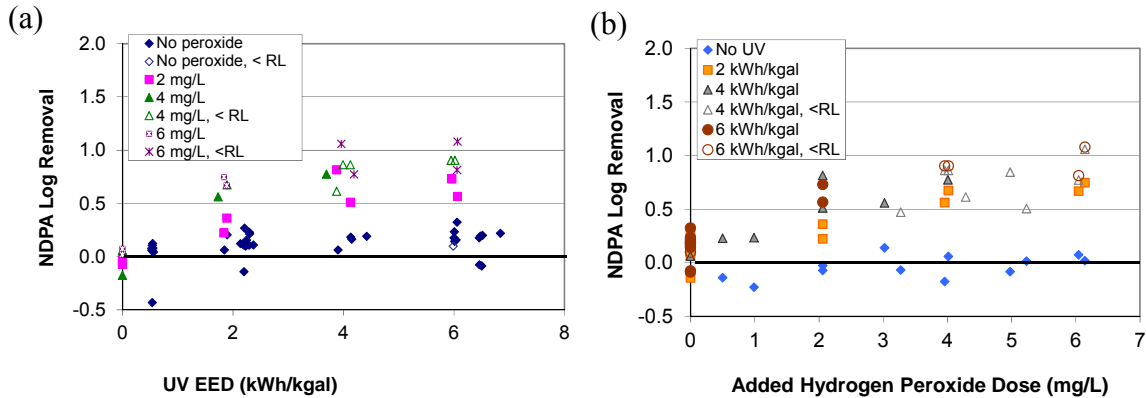 (a)
NDPA Log Removal
2.0
1.5
1.0
0.5
0.0
-0.5
No peroxide
No peroxide, < RL
2 mg/L
4 mg/L
4 mg/L, < RL
6 mg/L
6 mg/L, <RL
0 2 4 6 8
UV EED (kWh/kgal)
(b)
NDPA Log Removal
2.0
1.5
1.0
0.5
0.0
-0.5
No UV
2 kWh/kgal
4 kWh/kgal
4 kWh/kgal, <RL
6 kWh/kgal
6 kWh/kgal, <RL
0 1 2 3 4 5 6 7
Added Hydrogen Peroxide Dose (mg/L)